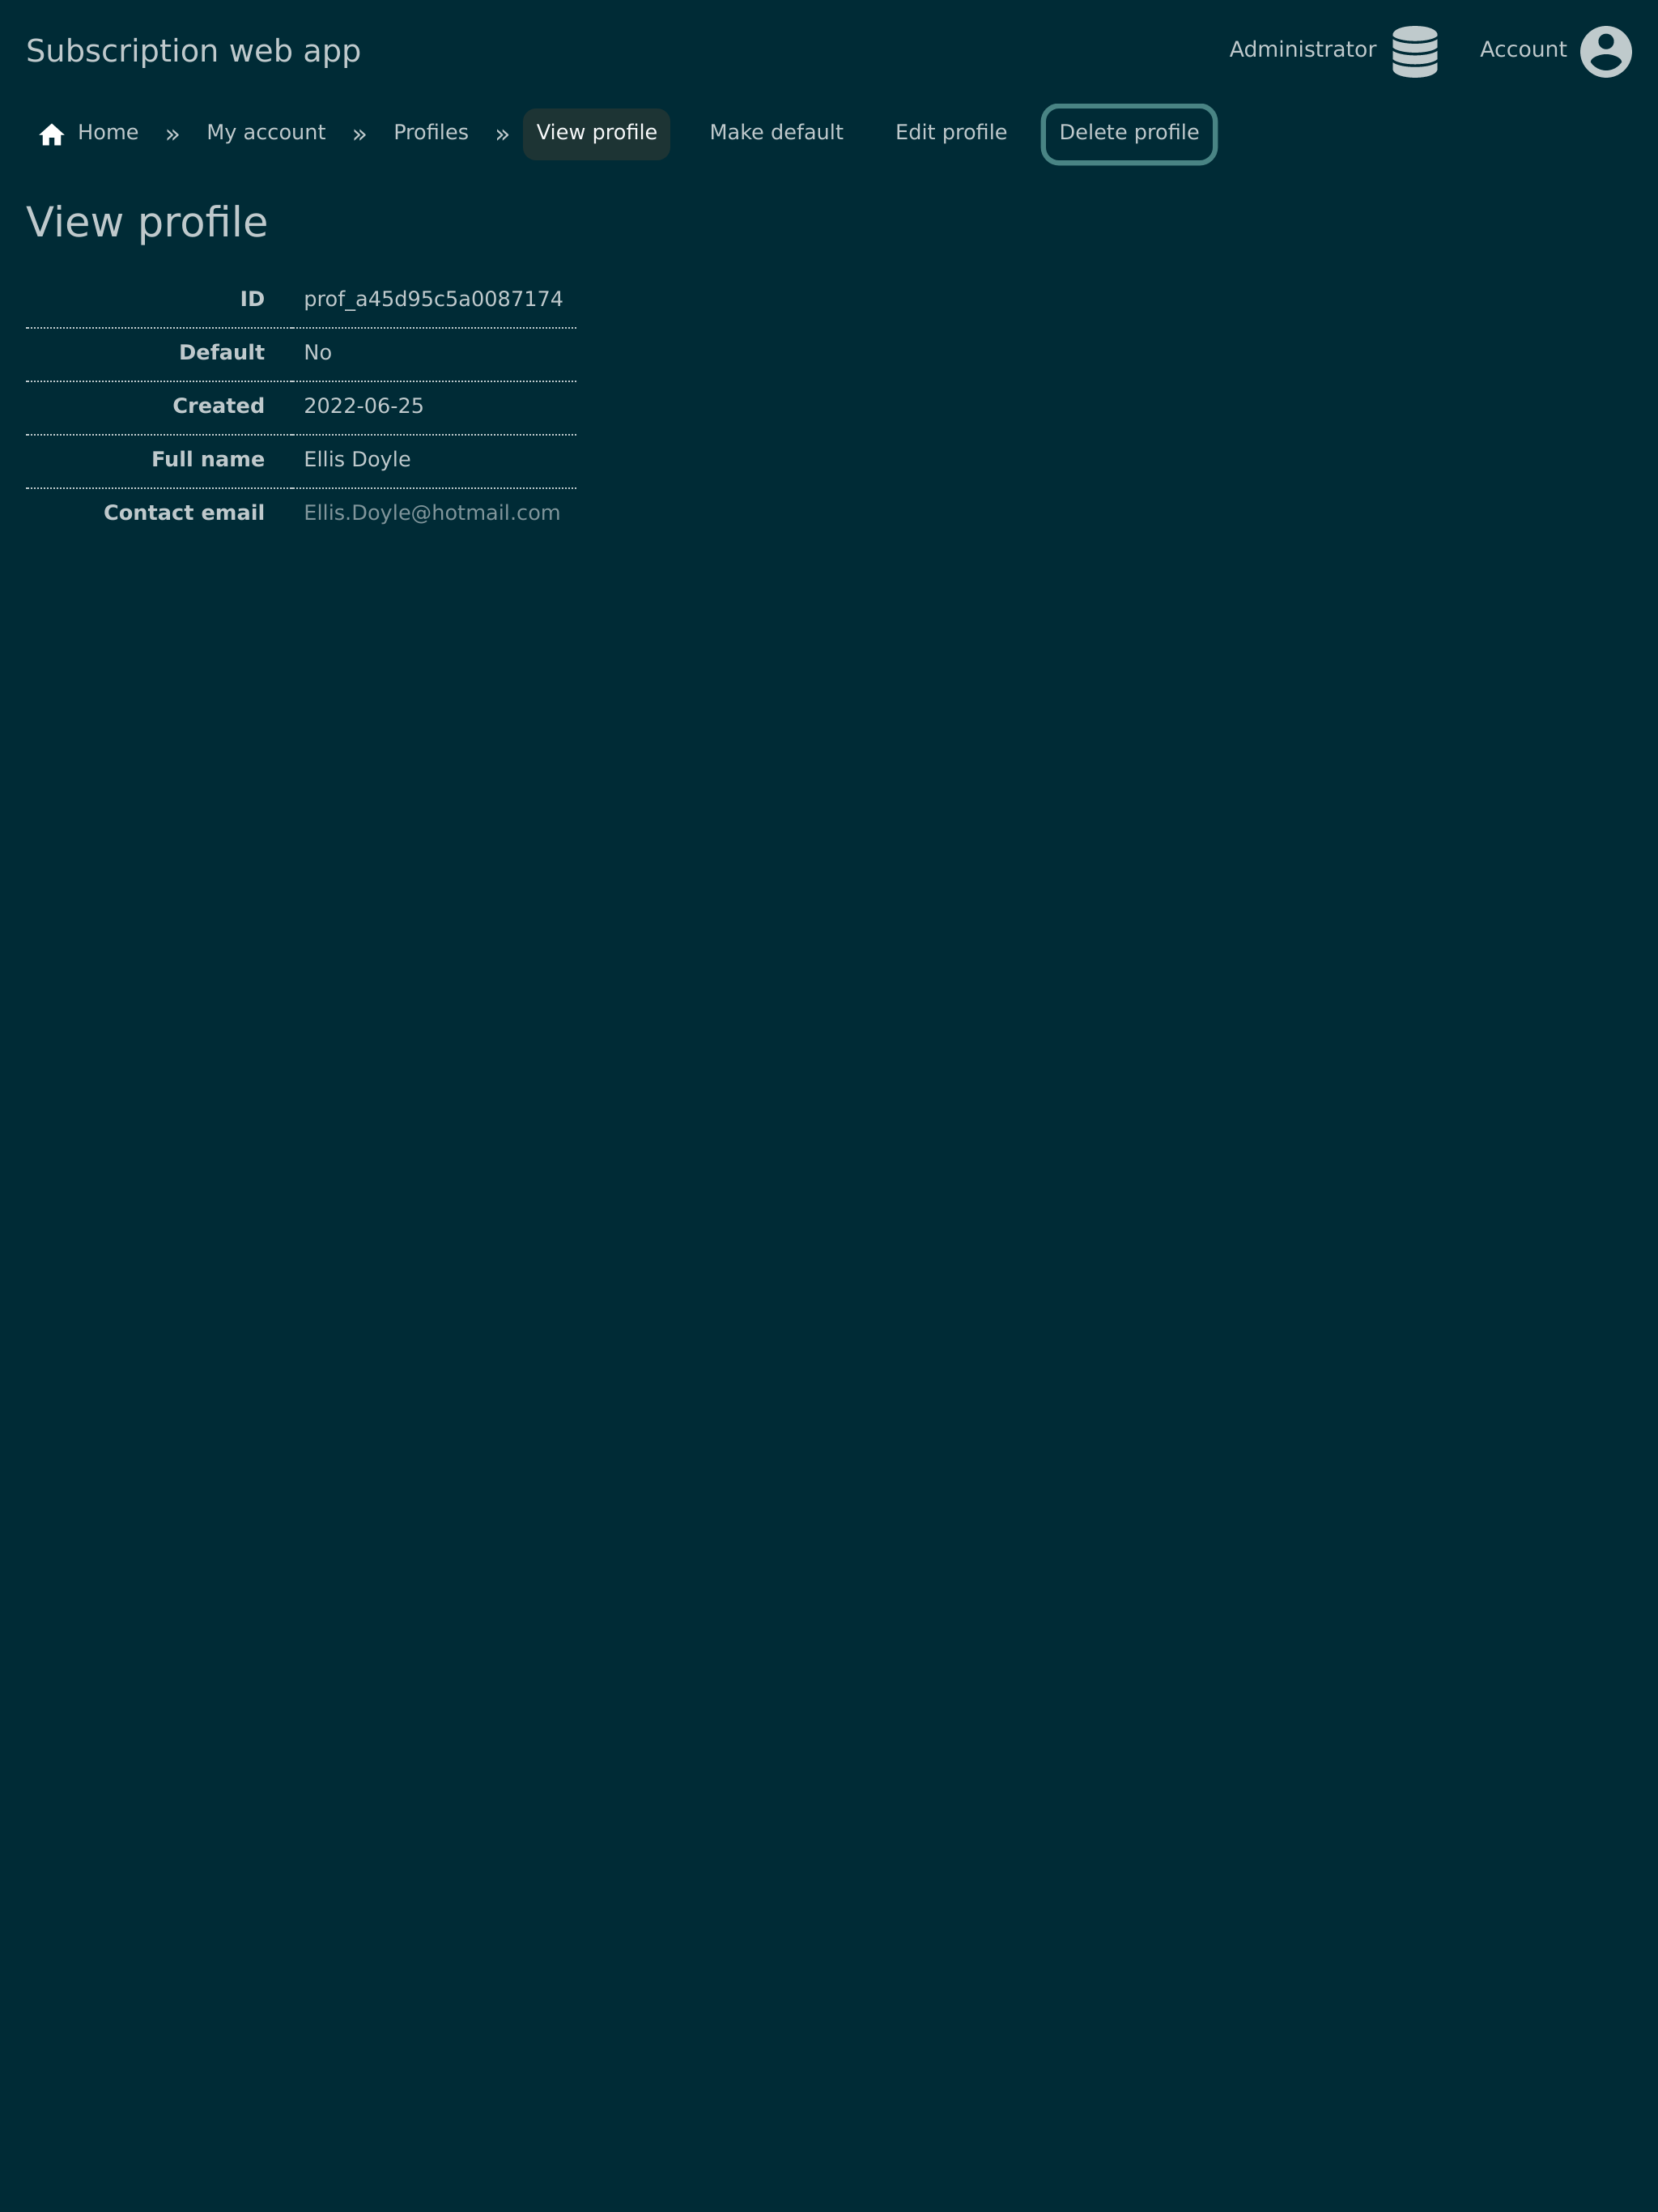 Subscription web app
Administrator
Account
Home » My account » Profiles » View profile Make default Edit profile Delete profile
View profile
ID prof_a45d95c5a0087174
Default No
Created 2022-06-25
Full name Ellis Doyle
Contact email Ellis.Doyle@hotmail.com